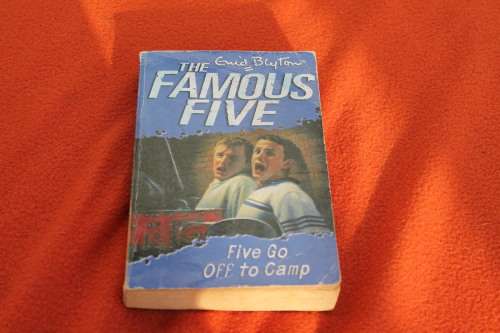 Enid Blyton
THE
FAMOUS
FIVE
Five Go
OFF to Camp